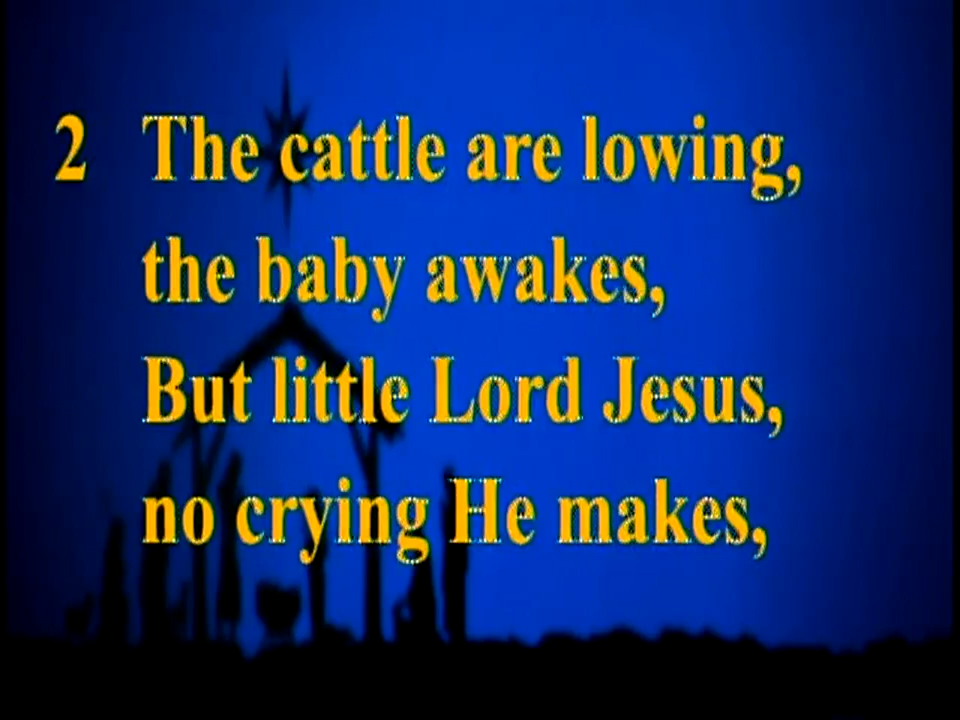 2 The cattle are lowing,
the baby awakes,
But little Lord Jesus,
no crying He makes,